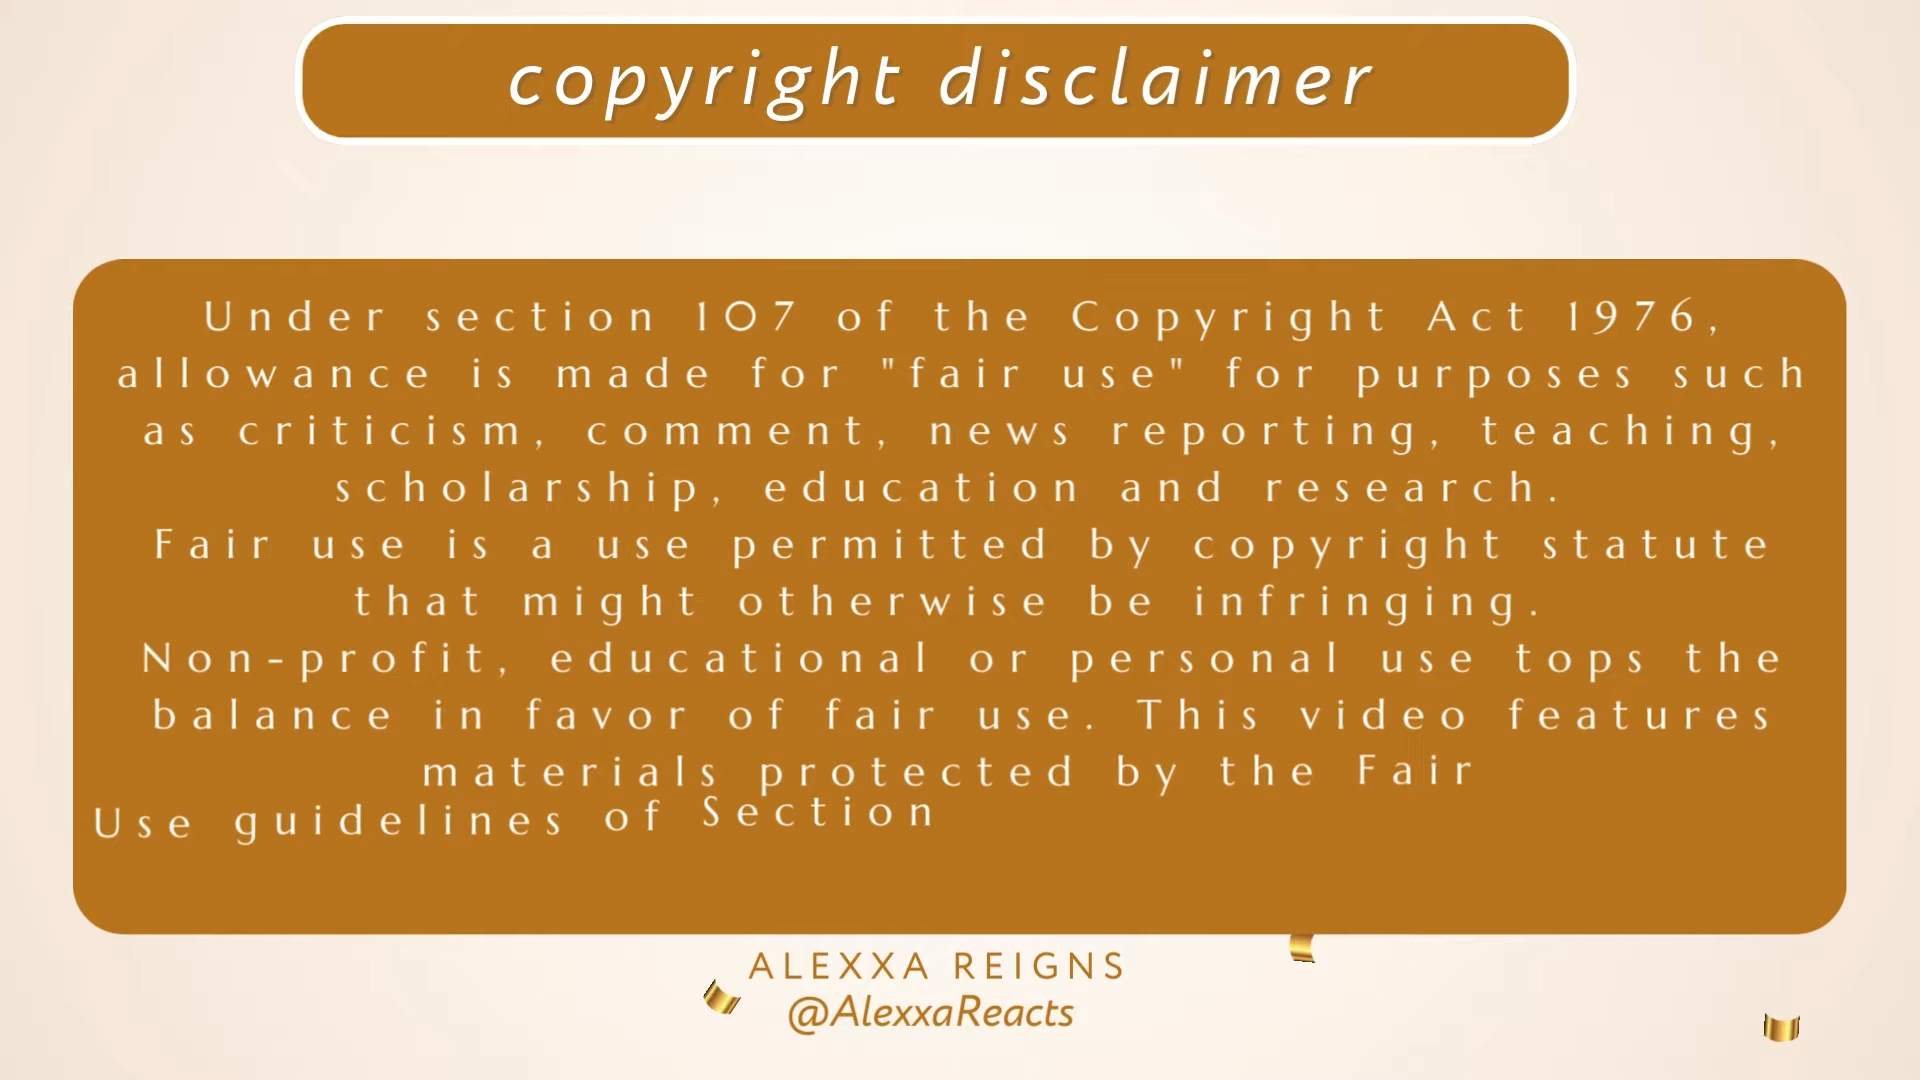 copyright disclaimer
Under section 107 of the Copyright Act 1976,
allowance is made for "fair use" for purposes such
as criticism, comment, news reporting, teaching,
scholarship, education and research.
Fair use is a use permitted by copyright statute
that might otherwise be infringing.
Non-profit, educational or personal use tops the
balance in favor of fair use. This video features
materials protected by the Fair
Use guidelines of Section
ALEXXA REIGNS
@AlexxaReacts